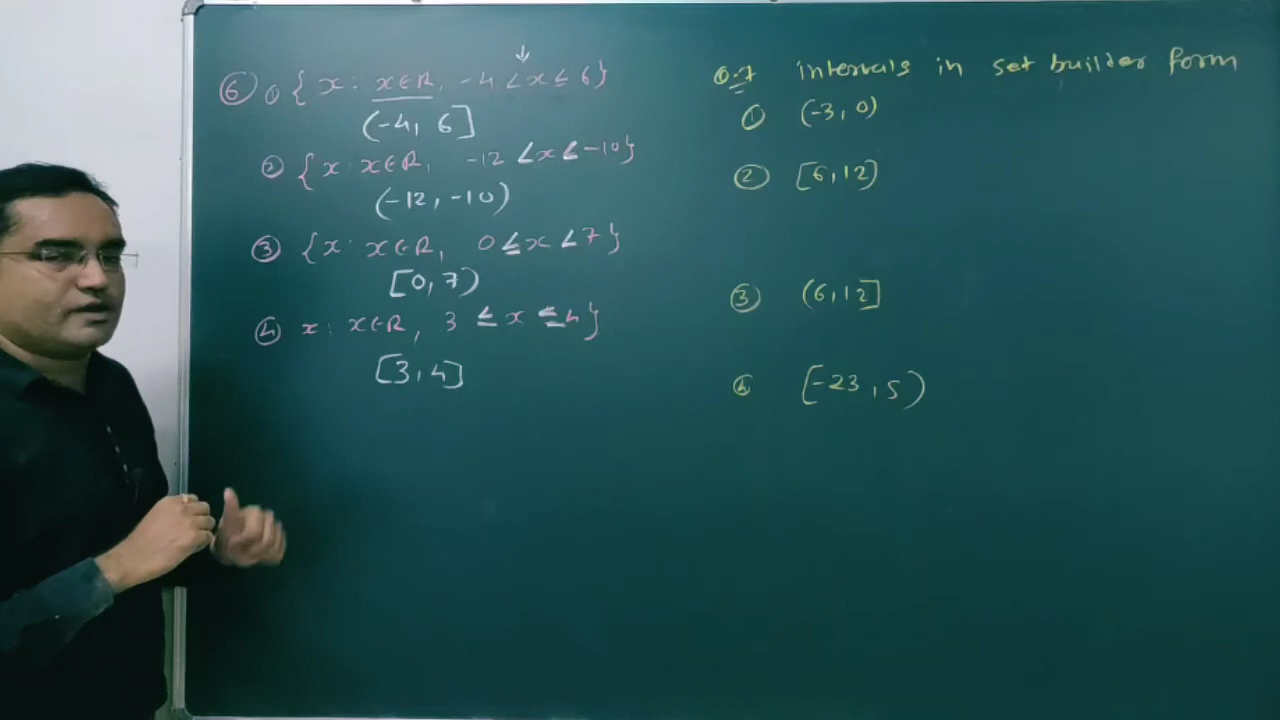 ⑥ ① { x : x∈R, -4 < x ≤ 6}
(-4, 6]
② { x x∈R, -12 < x < -10}
(-12, -10)
③ {x : x∈R, 0 ≤ x < 7}
[0, 7)
④ x : x∈R, 3 ≤ x ≤ 4}
[3, 4]
Q.7 intervals in set builder form
① (-3, 0)
② [6, 12]
③ (6, 12]
④ [-23, 5)